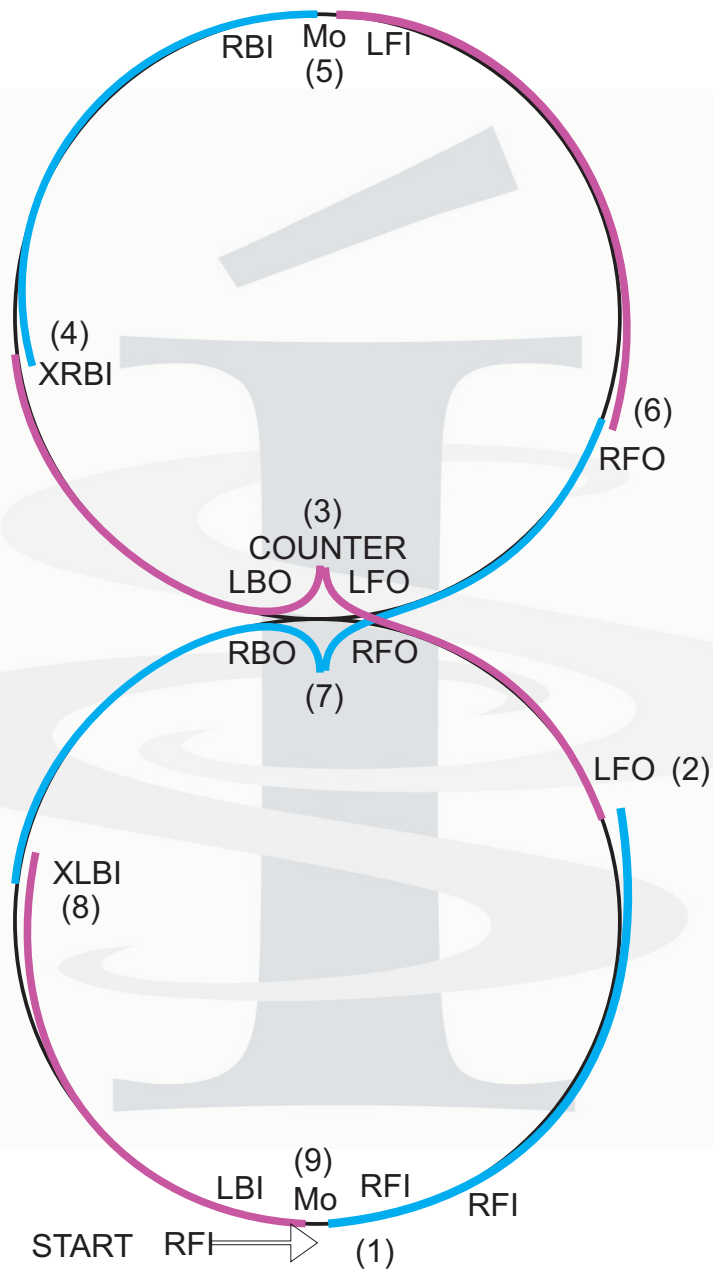 RBI Mo LFI
(5)
(4)
XRBI
(6)
RFO
(3)
COUNTER
LBO LFO
RBO RFO
(7)
LFO (2)
XLBI
(8)
(9)
LBI Mo RFI RFI
START RFI (1)